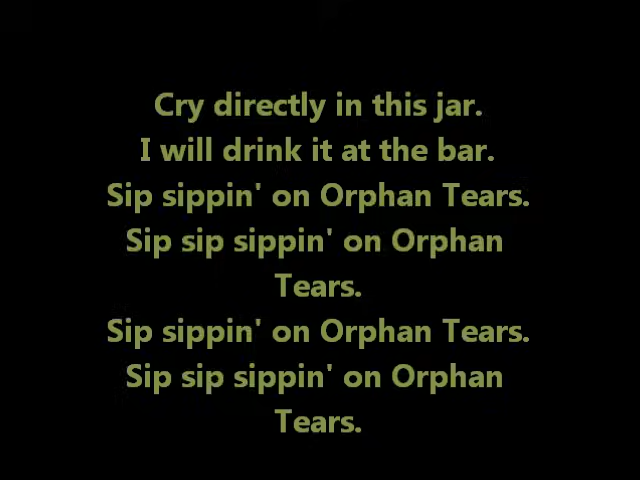 Cry directly in this jar.
I will drink it at the bar.
Sip sippin' on Orphan Tears.
Sip sip sippin' on Orphan
Tears.
Sip sippin' on Orphan Tears.
Sip sip sippin' on Orphan
Tears.